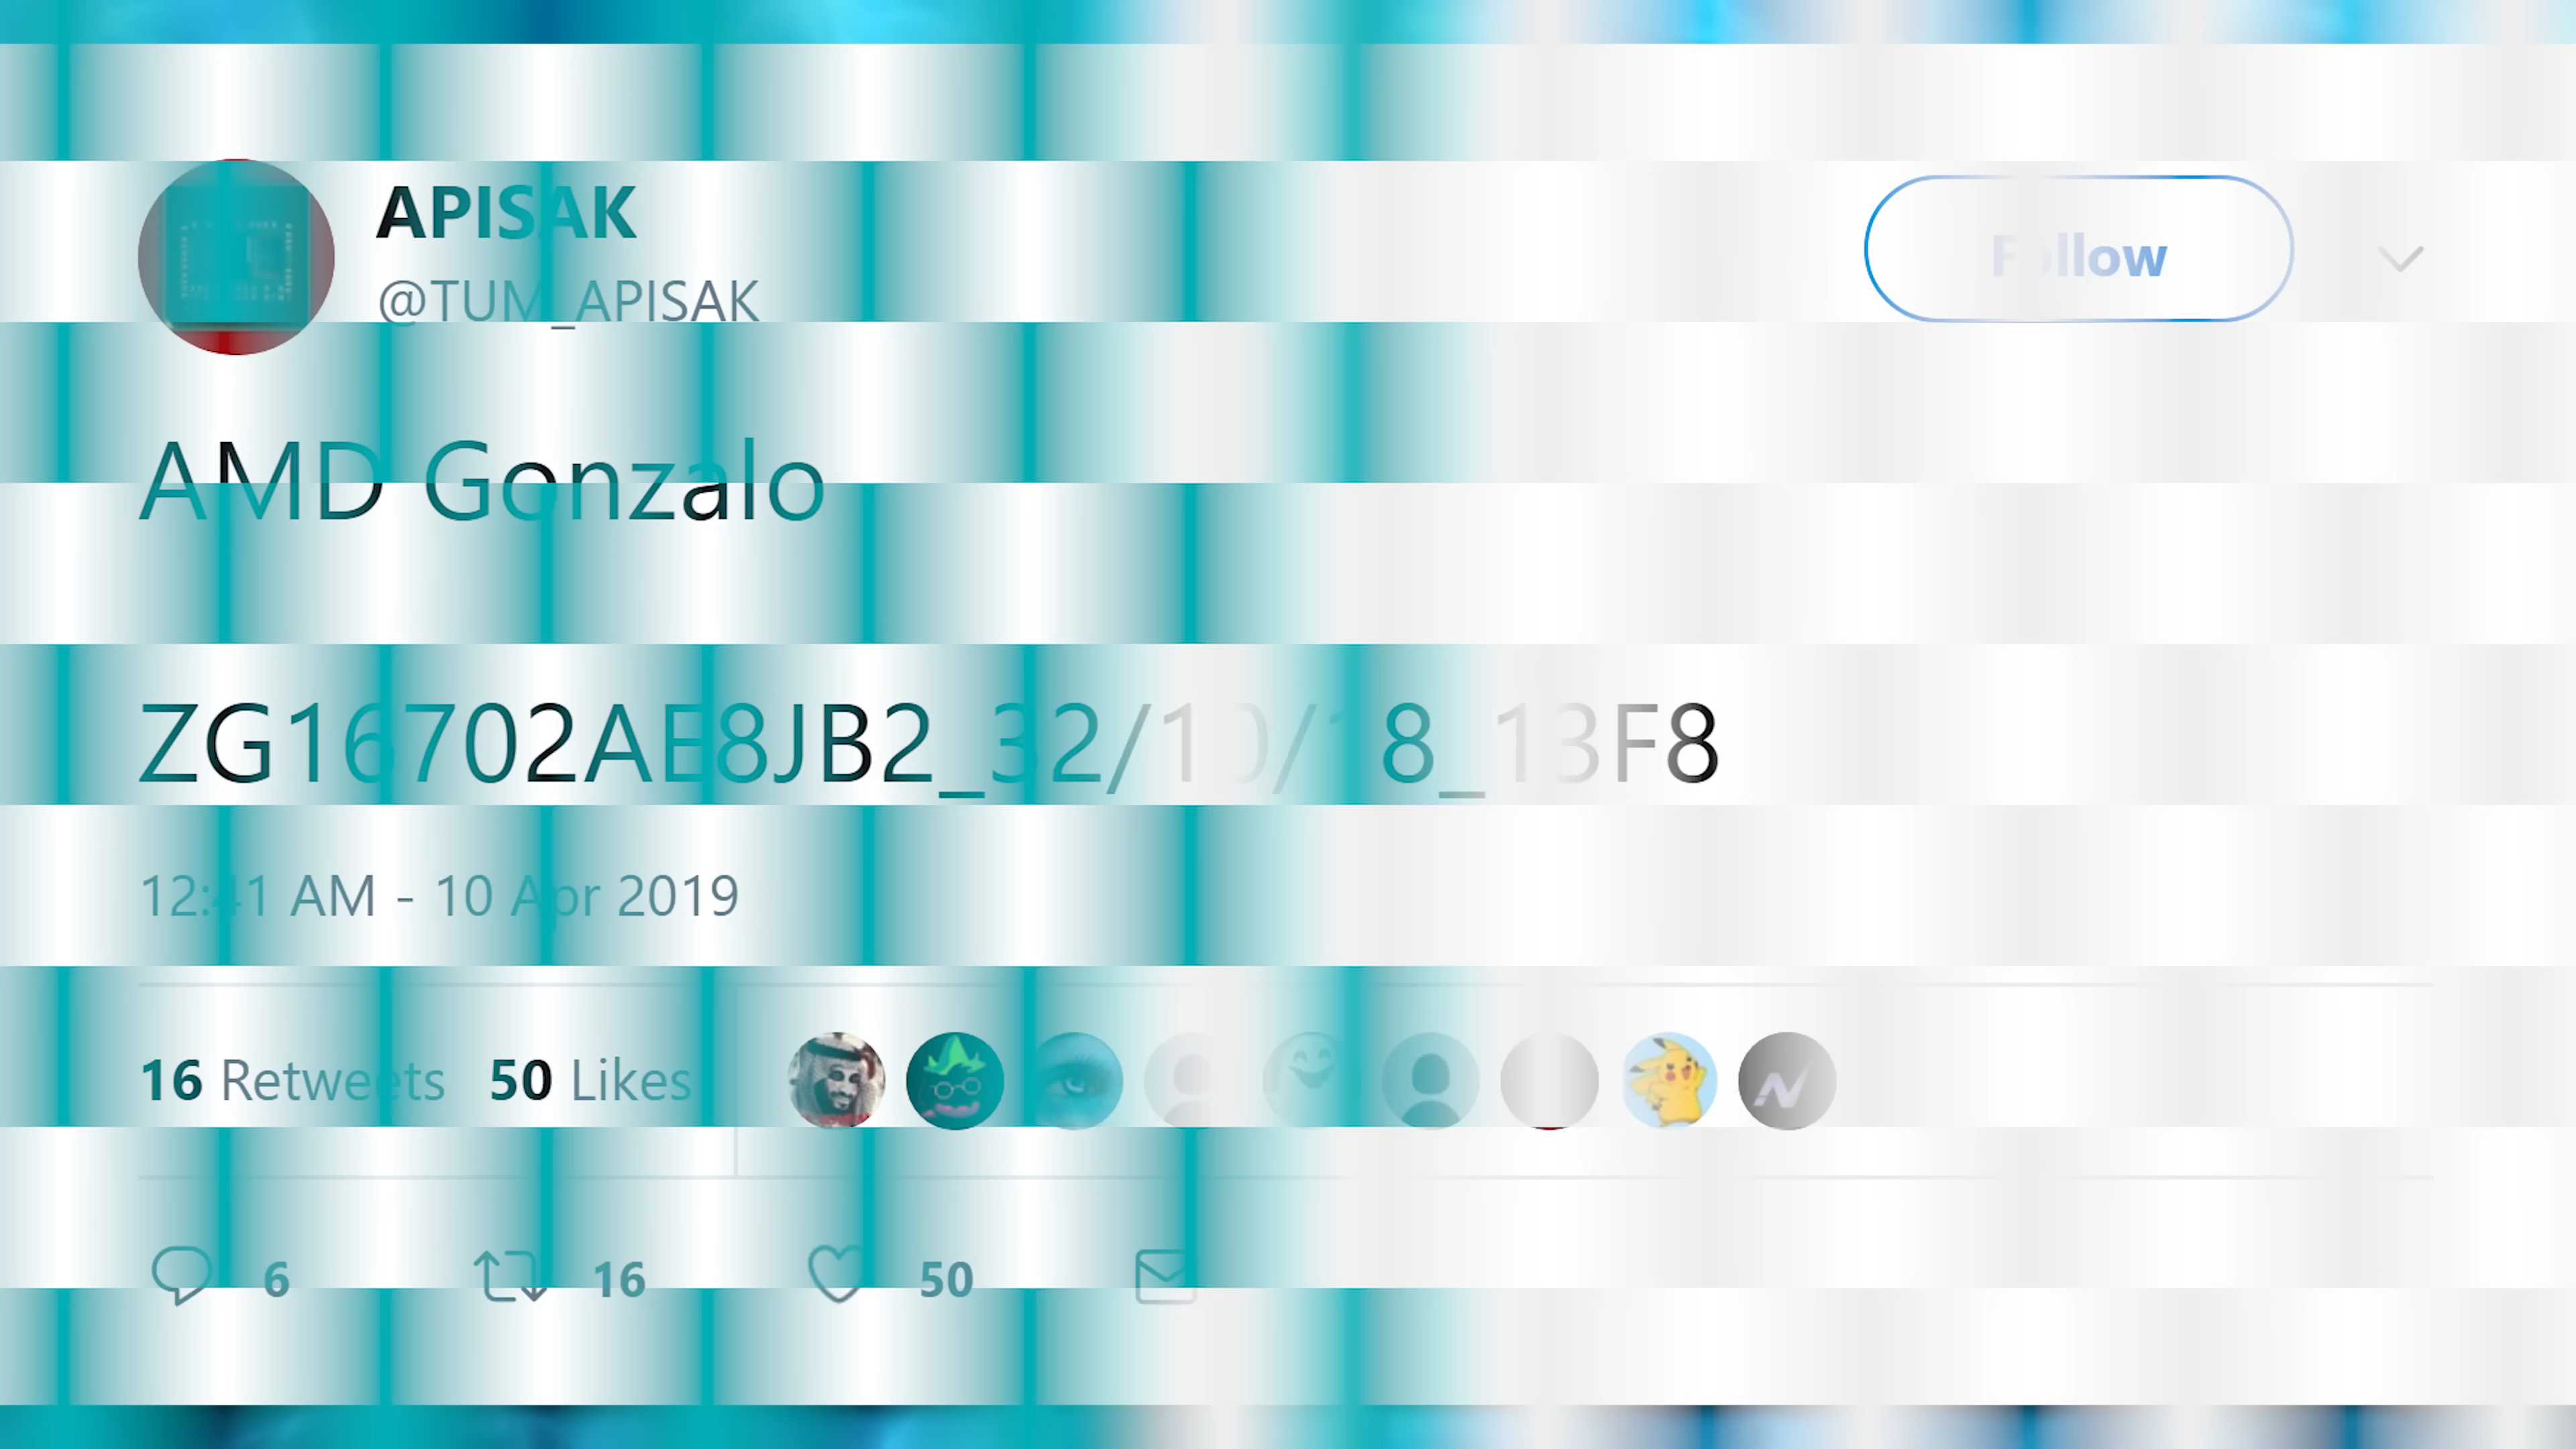 APISAK
@TUM_APISAK
Follow
AMD Gonzalo
ZG16702AE8JB2_32/10/18_13F8
12:41 AM - 10 Apr 2019
16 Retweets 50 Likes
6 16 50